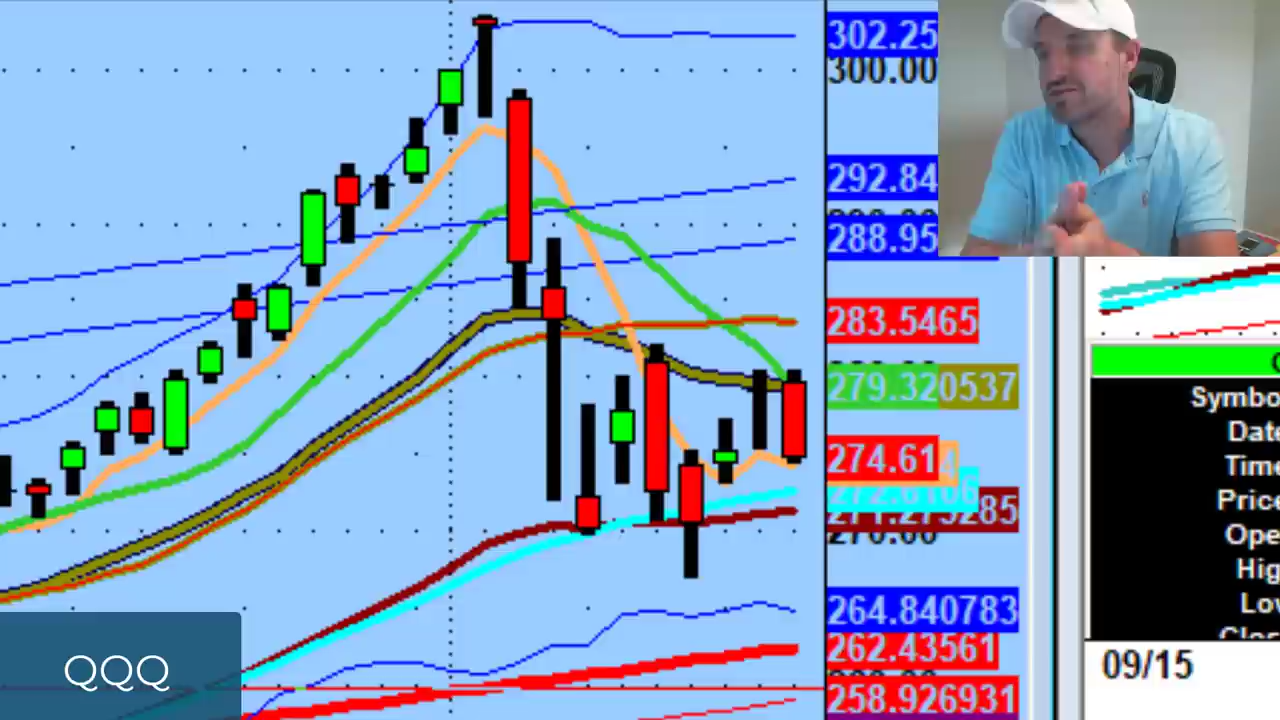 302.25
300.00
292.84
288.95
283.5465
279.320537
274.61
264.840783
262.43561
258.926931
QQQ
Symbo
Date
Time
Price
Ope
Hig
Lov
09/15